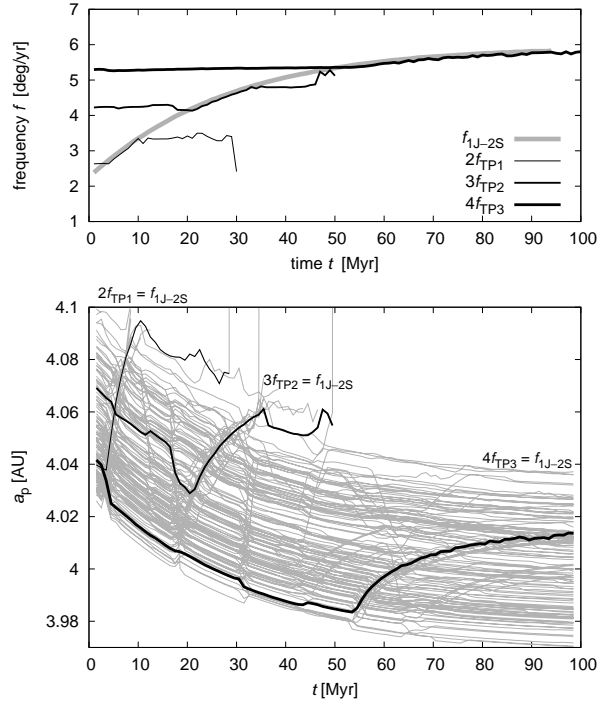 7
6
5
4
3
2
1
frequency f [deg/yr]
f1J–2S
2fTP1
3fTP2
4fTP3
0 10 20 30 40 50 60 70 80 90 100
time t [Myr]
2fTP1 = f1J–2S
4.1
4.08
4.06
4.04
4.02
4
3.98
ap [AU]
3fTP2 = f1J–2S
4fTP3 = f1J–2S
0 10 20 30 40 50 60 70 80 90 100
t [Myr]